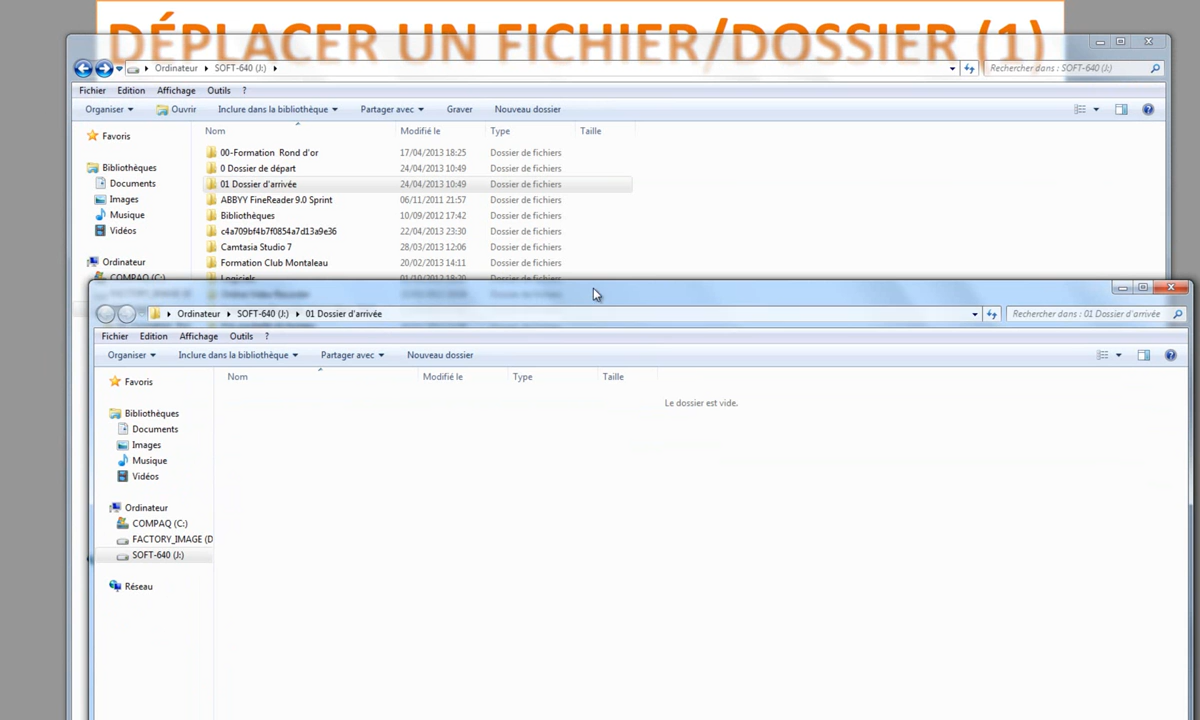 DÉPLACER UN FICHIER/DOSSIER (1)
Ordinateur SOFT-640 (J:)
Rechercher dans : SOFT-640 (J:)
Fichier Edition Affichage Outils ?
Organiser Ouvrir Inclure dans la bibliothèque Partager avec Graver Nouveau dossier
Nom Modifié le Type Taille
Favoris
Bibliothèques
Documents
Images
Musique
Vidéos
Ordinateur
COMPAQ (C:)
00-Formation Rond d'or 17/04/2013 18:25 Dossier de fichiers
0 Dossier de départ 24/04/2013 10:49 Dossier de fichiers
01 Dossier d'arrivée 24/04/2013 10:49 Dossier de fichiers
ABBYY FineReader 9.0 Sprint 06/11/2011 21:57 Dossier de fichiers
Bibliothèques 10/09/2012 17:42 Dossier de fichiers
c4a709bf4b7f0854a7d13a9e36 22/04/2013 23:30 Dossier de fichiers
Camtasia Studio 7 28/03/2013 12:06 Dossier de fichiers
Formation Club Montaleau 20/02/2013 14:11 Dossier de fichiers
Logiciels Dossier de fichiers
Ordinateur SOFT-640 (J:) 01 Dossier d'arrivée
Rechercher dans : 01 Dossier d'arrivée
Fichier Edition Affichage Outils ?
Organiser Inclure dans la bibliothèque Partager avec Nouveau dossier
Nom Modifié le Type Taille
Le dossier est vide.
Favoris
Bibliothèques
Documents
Images
Musique
Vidéos
Ordinateur
COMPAQ (C:)
FACTORY_IMAGE (D
SOFT-640 (J:)
Réseau